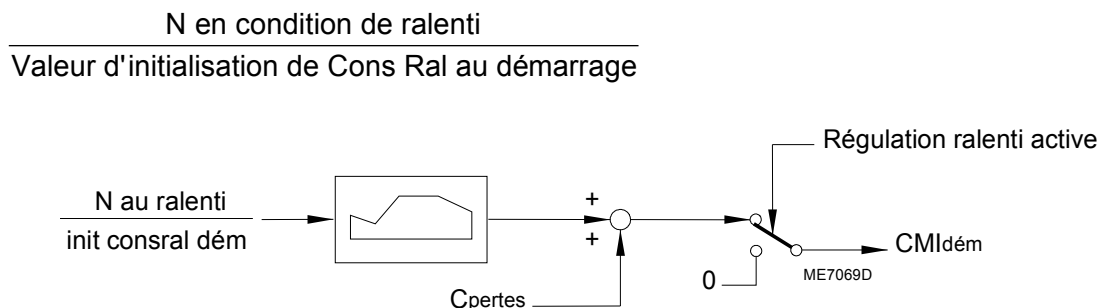 N en condition de ralenti
Valeur d'initialisation de Cons Ral au démarrage
Régulation ralenti active
N au ralenti
init consral dém
+
+
CMIdém
ME7069D
0
Cpertes